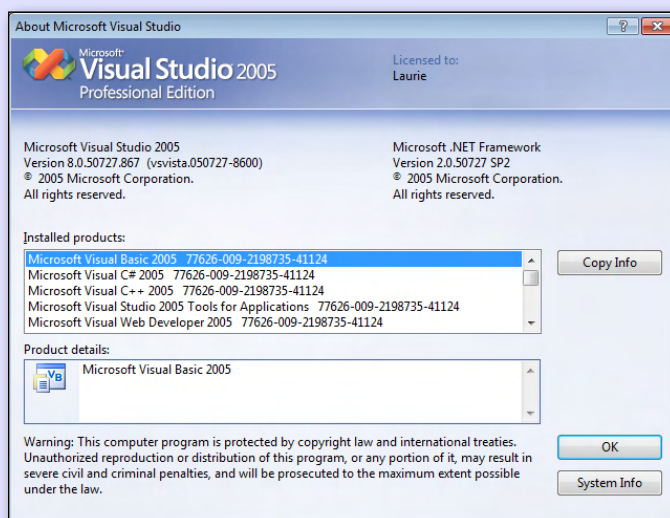 About Microsoft Visual Studio
Microsoft
Visual Studio 2005
Professional Edition
Licensed to:
Laurie
Microsoft Visual Studio 2005
Version 8.0.50727.867 (vsvista.050727-8600)
© 2005 Microsoft Corporation.
All rights reserved.
Microsoft .NET Framework
Version 2.0.50727 SP2
© 2005 Microsoft Corporation.
All rights reserved.
Installed products:
Microsoft Visual Basic 2005 77626-009-2198735-41124
Microsoft Visual C# 2005 77626-009-2198735-41124
Microsoft Visual C++ 2005 77626-009-2198735-41124
Microsoft Visual Studio 2005 Tools for Applications 77626-009-2198735-41124
Microsoft Visual Web Developer 2005 77626-009-2198735-41124
Copy Info
Product details:
VB
Microsoft Visual Basic 2005
Warning: This computer program is protected by copyright law and international treaties.
Unauthorized reproduction or distribution of this program, or any portion of it, may result in
severe civil and criminal penalties, and will be prosecuted to the maximum extent possible
under the law.
OK
System Info